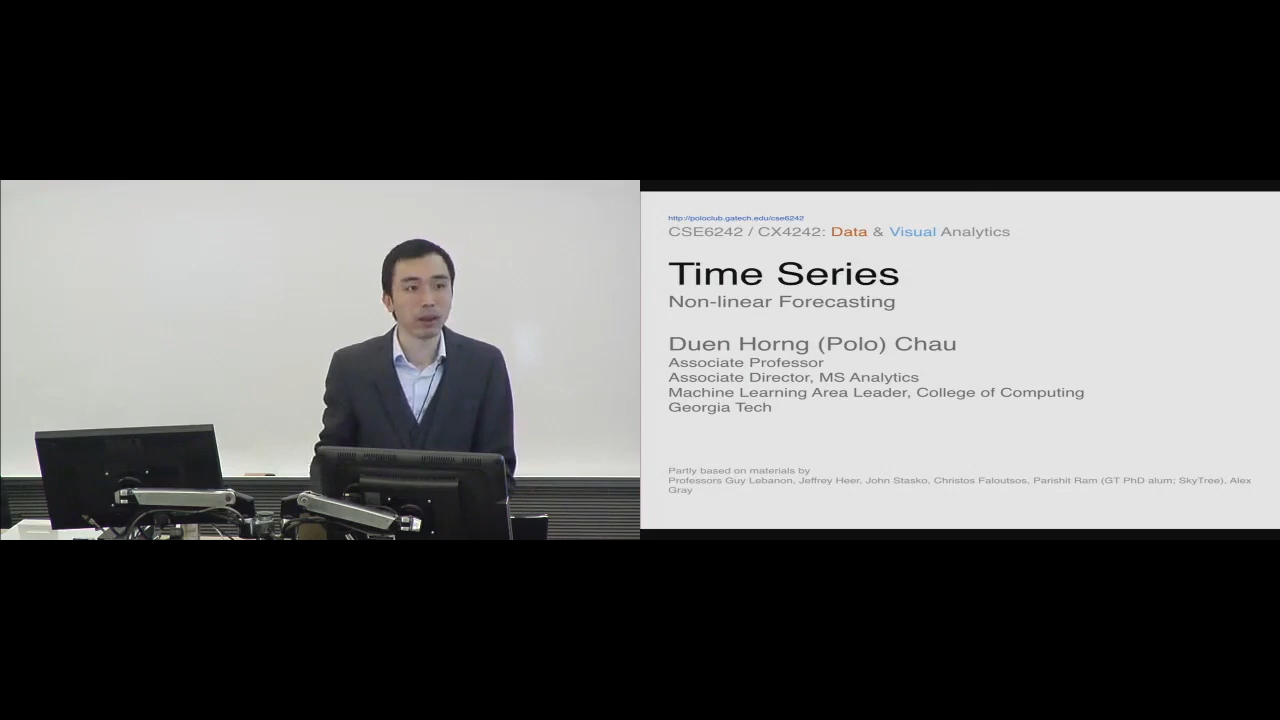 http://poloclub.gatech.edu/cse6242
CSE6242 / CX4242: Data & Visual Analytics
Time Series
Non-linear Forecasting
Duen Horng (Polo) Chau
Associate Professor
Associate Director, MS Analytics
Machine Learning Area Leader, College of Computing
Georgia Tech
Partly based on materials by
Professors Guy Lebanon, Jeffrey Heer, John Stasko, Christos Faloutsos, Parishit Ram (GT PhD alum; SkyTree), Alex
Gray